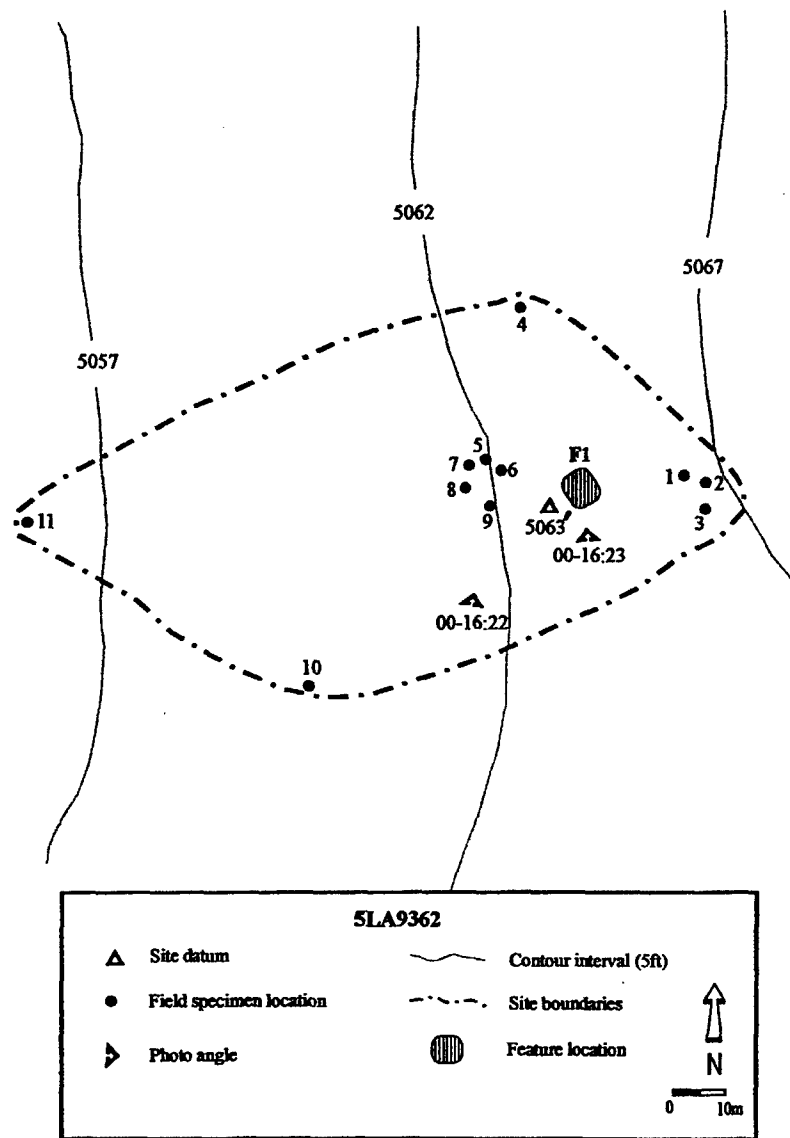 5062
5067
5057
4
5
7
6
F1
1
2
8
9
3
11
5063
00-16:23
00-16:22
10
5LA9362
Site datum
Contour interval (5ft)
Field specimen location
Site boundaries
Photo angle
Feature location
N
0 10m